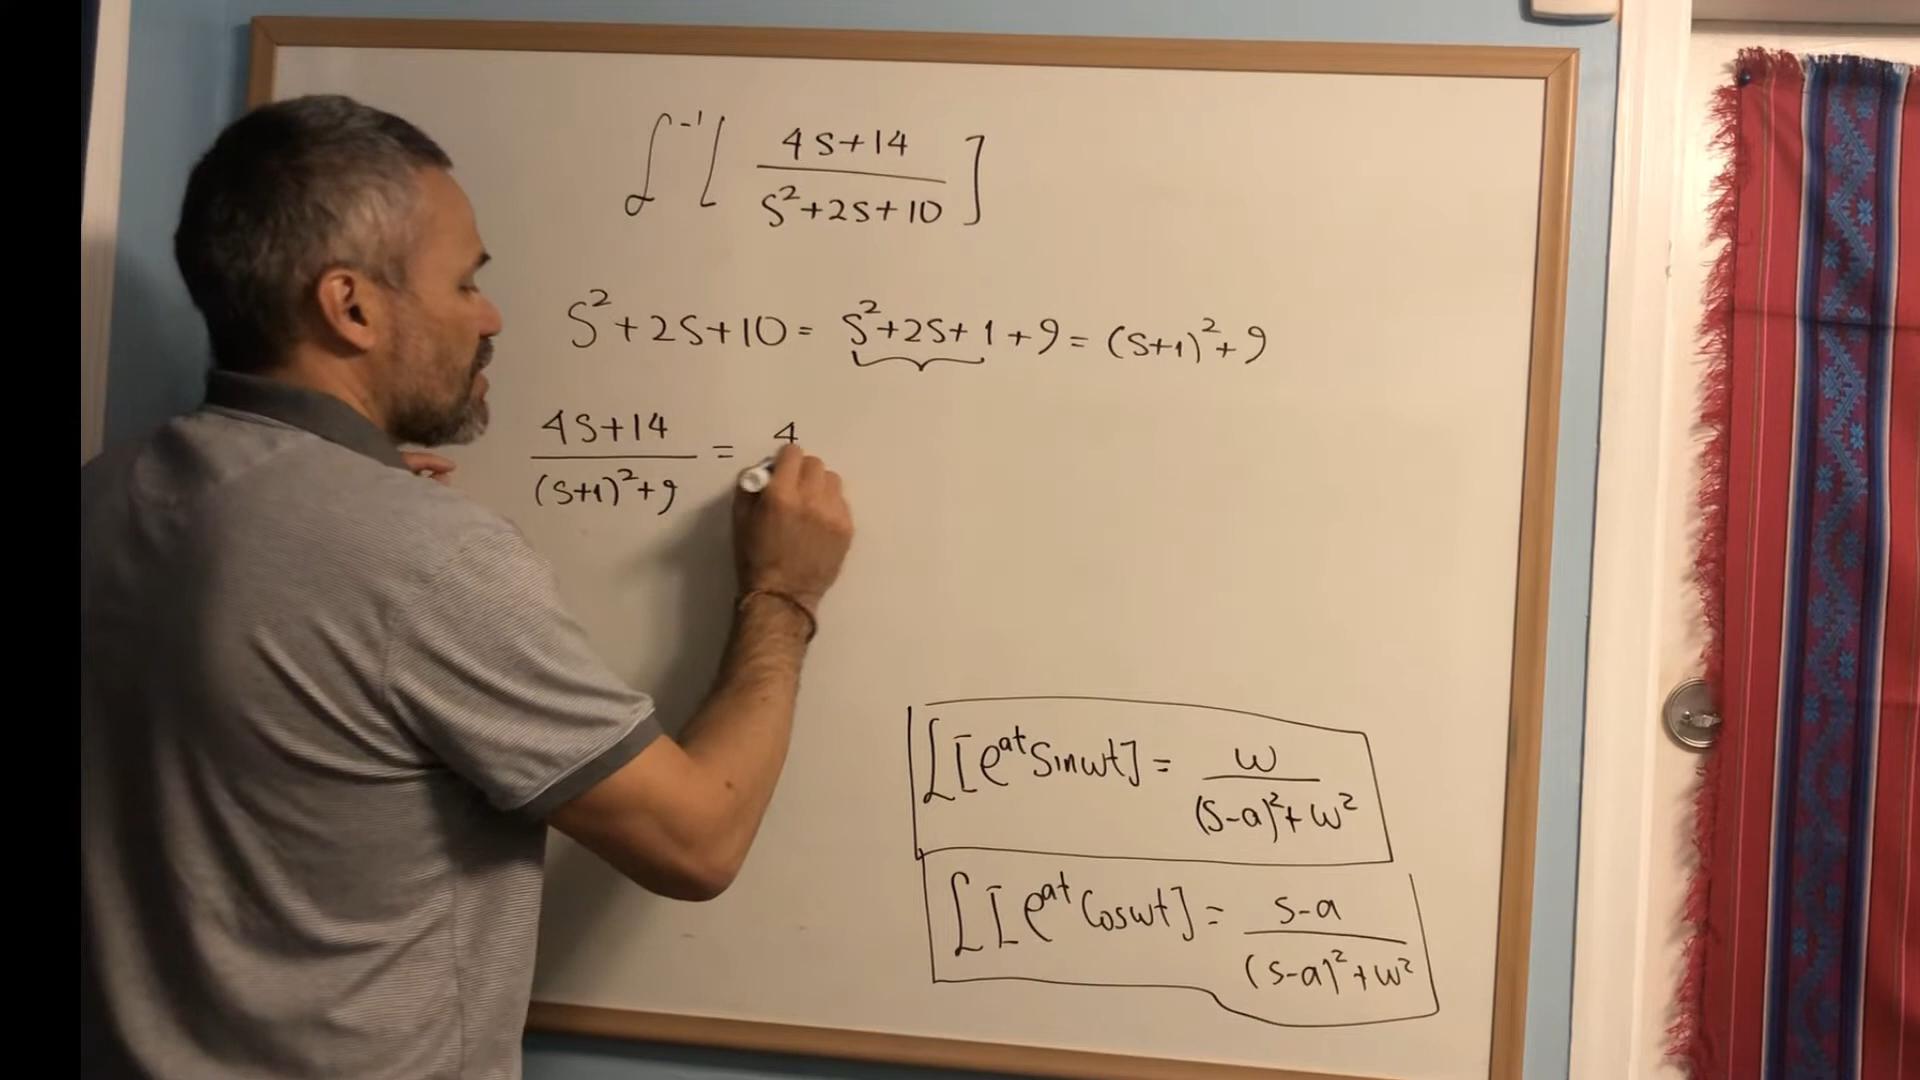 ℒ⁻¹[ (4s+14)/(s²+2s+10) ]
s²+2s+10 = s²+2s+1+9 = (s+1)²+9
(4s+14)/((s+1)²+9) = 4
ℒ[e^{at} sinωt] = ω/((s-a)²+ω²)
ℒ[e^{at} cosωt] = (s-a)/((s-a)²+ω²)